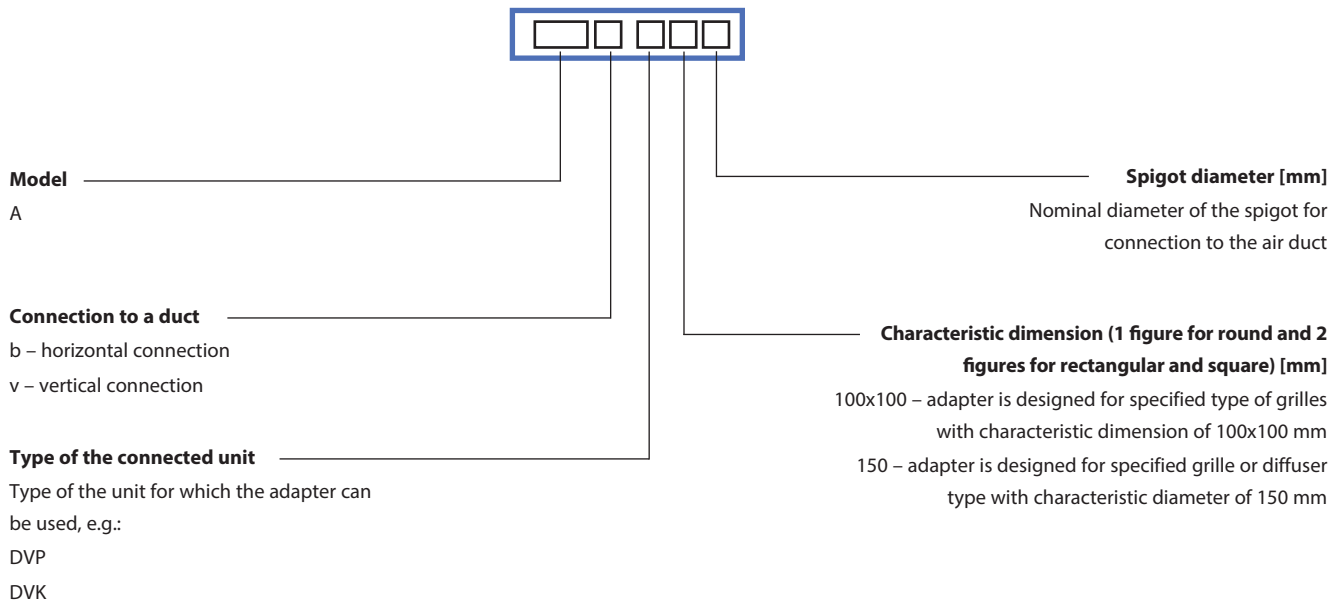 Model
A
Connection to a duct
b – horizontal connection
v – vertical connection
Type of the connected unit
Type of the unit for which the adapter can
be used, e.g.:
DVP
DVK
Spigot diameter [mm]
Nominal diameter of the spigot for
connection to the air duct
Characteristic dimension (1 figure for round and 2
figures for rectangular and square) [mm]
100x100 – adapter is designed for specified type of grilles
with characteristic dimension of 100x100 mm
150 – adapter is designed for specified grille or diffuser
type with characteristic diameter of 150 mm